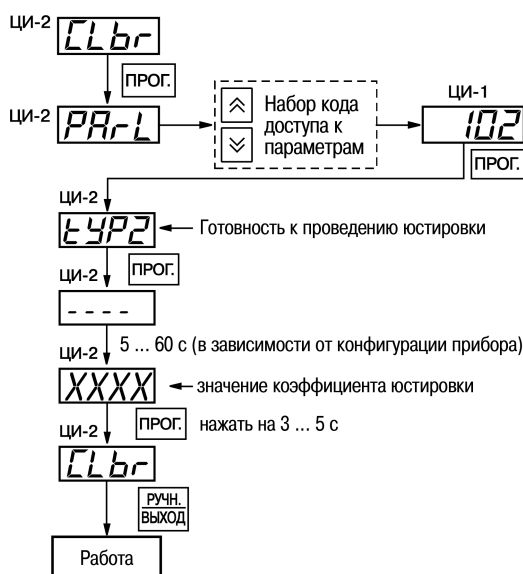 ЦИ-2
CLbr
ПРОГ.
ЦИ-2
PArL
Набор кода
доступа к
параметрам
ЦИ-1
102
ПРОГ.
ЦИ-2
tYP2
Готовность к проведению юстировки
ЦИ-2
ПРОГ.
- - - -
5 ... 60 с (в зависимости от конфигурации прибора)
ЦИ-2
XXXX
значение коэффициента юстировки
ЦИ-2
ПРОГ.
нажать на 3 ... 5 с
CLbr
РУЧН.
ВЫХОД
Работа